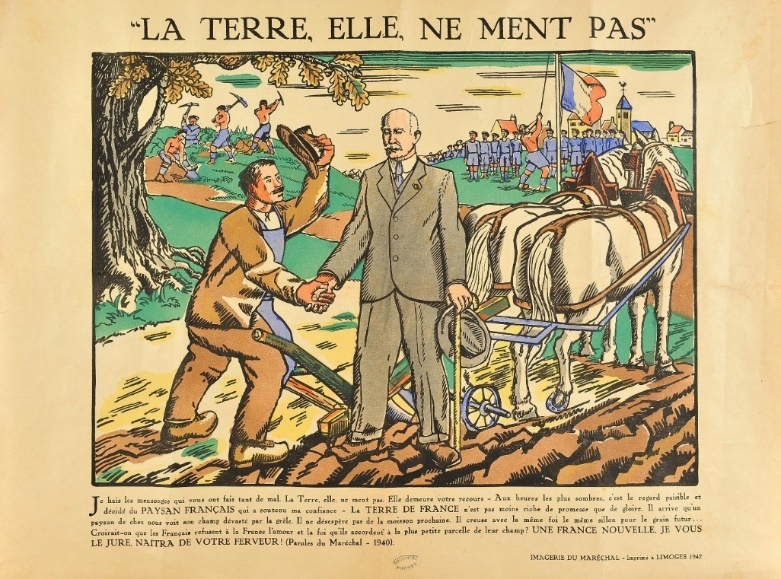 "LA TERRE, ELLE, NE MENT PAS"
Je hais les mensonges qui vous ont fait tant de mal. La Terre, elle, ne ment pas. Elle demeure votre recours - Aux heures les plus sombres, c'est le regard paisible et
décidé du PAYSAN FRANÇAIS qui a soutenu ma confiance - La TERRE DE FRANCE n'est pas moins riche de promesse que de gloire. Il arrive qu'un
paysan de chez nous voit son champ dévasté par la grêle. Il ne désespère pas de la moisson prochaine. Il creuse avec la même foi le même sillon pour le grain futur...
Croirait-on que les Français refusent à la France l'amour et la foi qu'ils accordent à la plus petite parcelle de leur champ ? UNE FRANCE NOUVELLE, JE VOUS
LE JURE, NAITRA DE VOTRE FERVEUR ! (Paroles du Maréchal - 1940).
IMAGERIE DU MARÉCHAL - Imprimé à LIMOGES 1942